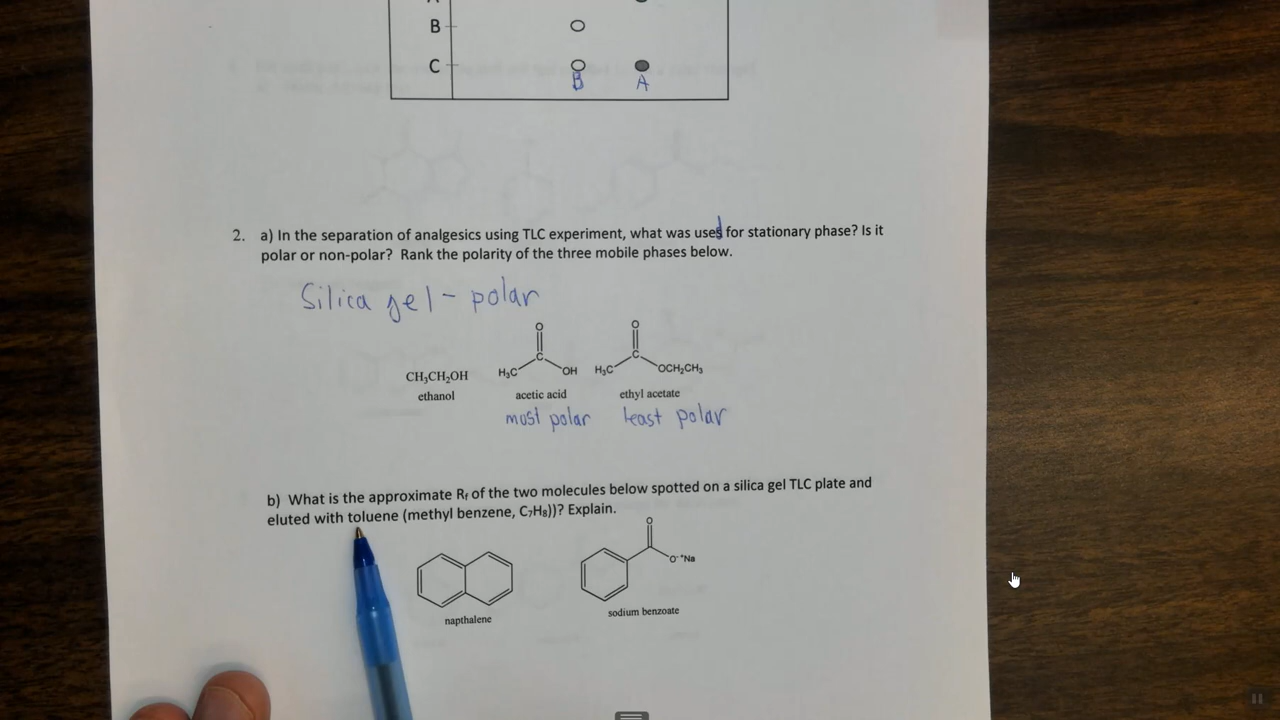 B
C
B A
2. a) In the separation of analgesics using TLC experiment, what was used for stationary phase? Is it
polar or non-polar? Rank the polarity of the three mobile phases below.
Silica gel - polar
O O
C C
CH₃CH₂OH H₃C OH H₃C OCH₂CH₃
ethanol acetic acid ethyl acetate
most polar least polar
b) What is the approximate Rf of the two molecules below spotted on a silica gel TLC plate and
eluted with toluene (methyl benzene, C₇H₈))? Explain.
O
O⁻⁺Na
napthalene
sodium benzoate